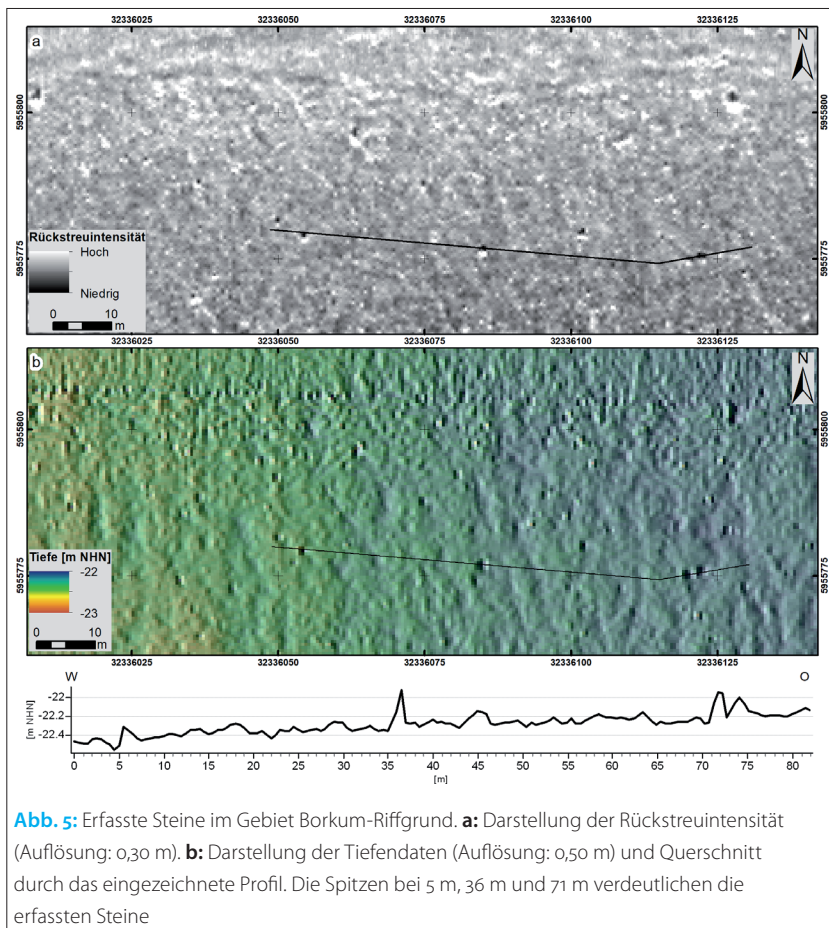 32336025 32336050 32336075 32336100 32336125
a
N
5955800
5955800
5955775
5955775
Rückstreuintensität
Hoch
Niedrig
0 10
m
32336025 32336050 32336075 32336100 32336125
b
N
5955800
5955800
5955775
5955775
Tiefe [m NHN]
-22
-23
0 10
m
32336025 32336050 32336075 32336100 32336125
W O
[m NHN]
-22
-22.2
-22.4
0 5 10 15 20 25 30 35 40 45 50 55 60 65 70 75 80
[m]
Abb. 5: Erfasste Steine im Gebiet Borkum-Riffgrund. a: Darstellung der Rückstreuintensität
(Auflösung: 0,30 m). b: Darstellung der Tiefendaten (Auflösung: 0,50 m) und Querschnitt
durch das eingezeichnete Profil. Die Spitzen bei 5 m, 36 m und 71 m verdeutlichen die
erfassten Steine